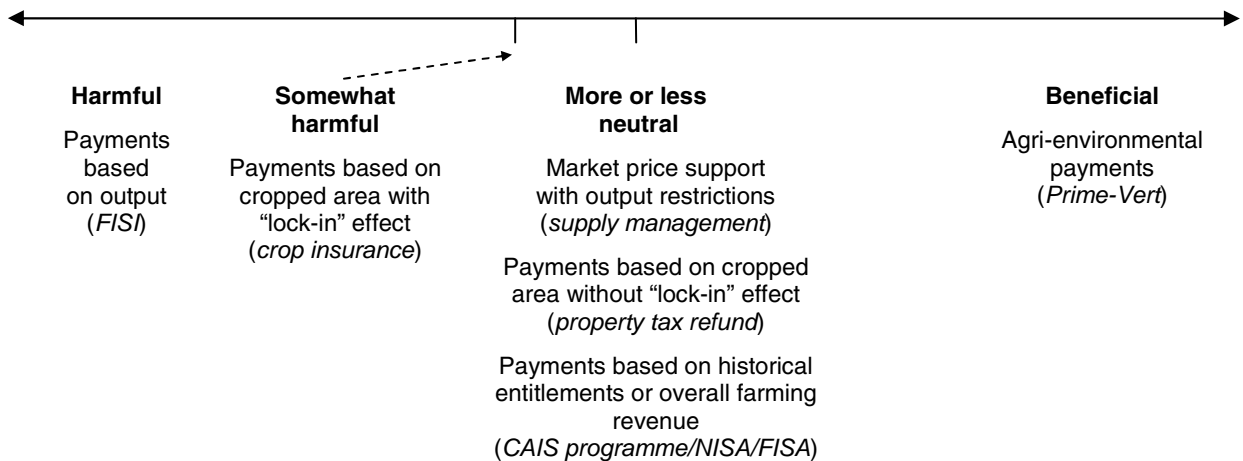 Harmful
Payments
based
on output
(FISI)
Somewhat
harmful
Payments based on
cropped area with
“lock-in” effect
(crop insurance)
More or less
neutral
Market price support
with output restrictions
(supply management)
Payments based on cropped
area without “lock-in” effect
(property tax refund)
Payments based on historical
entitlements or overall farming
revenue
(CAIS programme/NISA/FISA)
Beneficial
Agri-environmental
payments
(Prime-Vert)